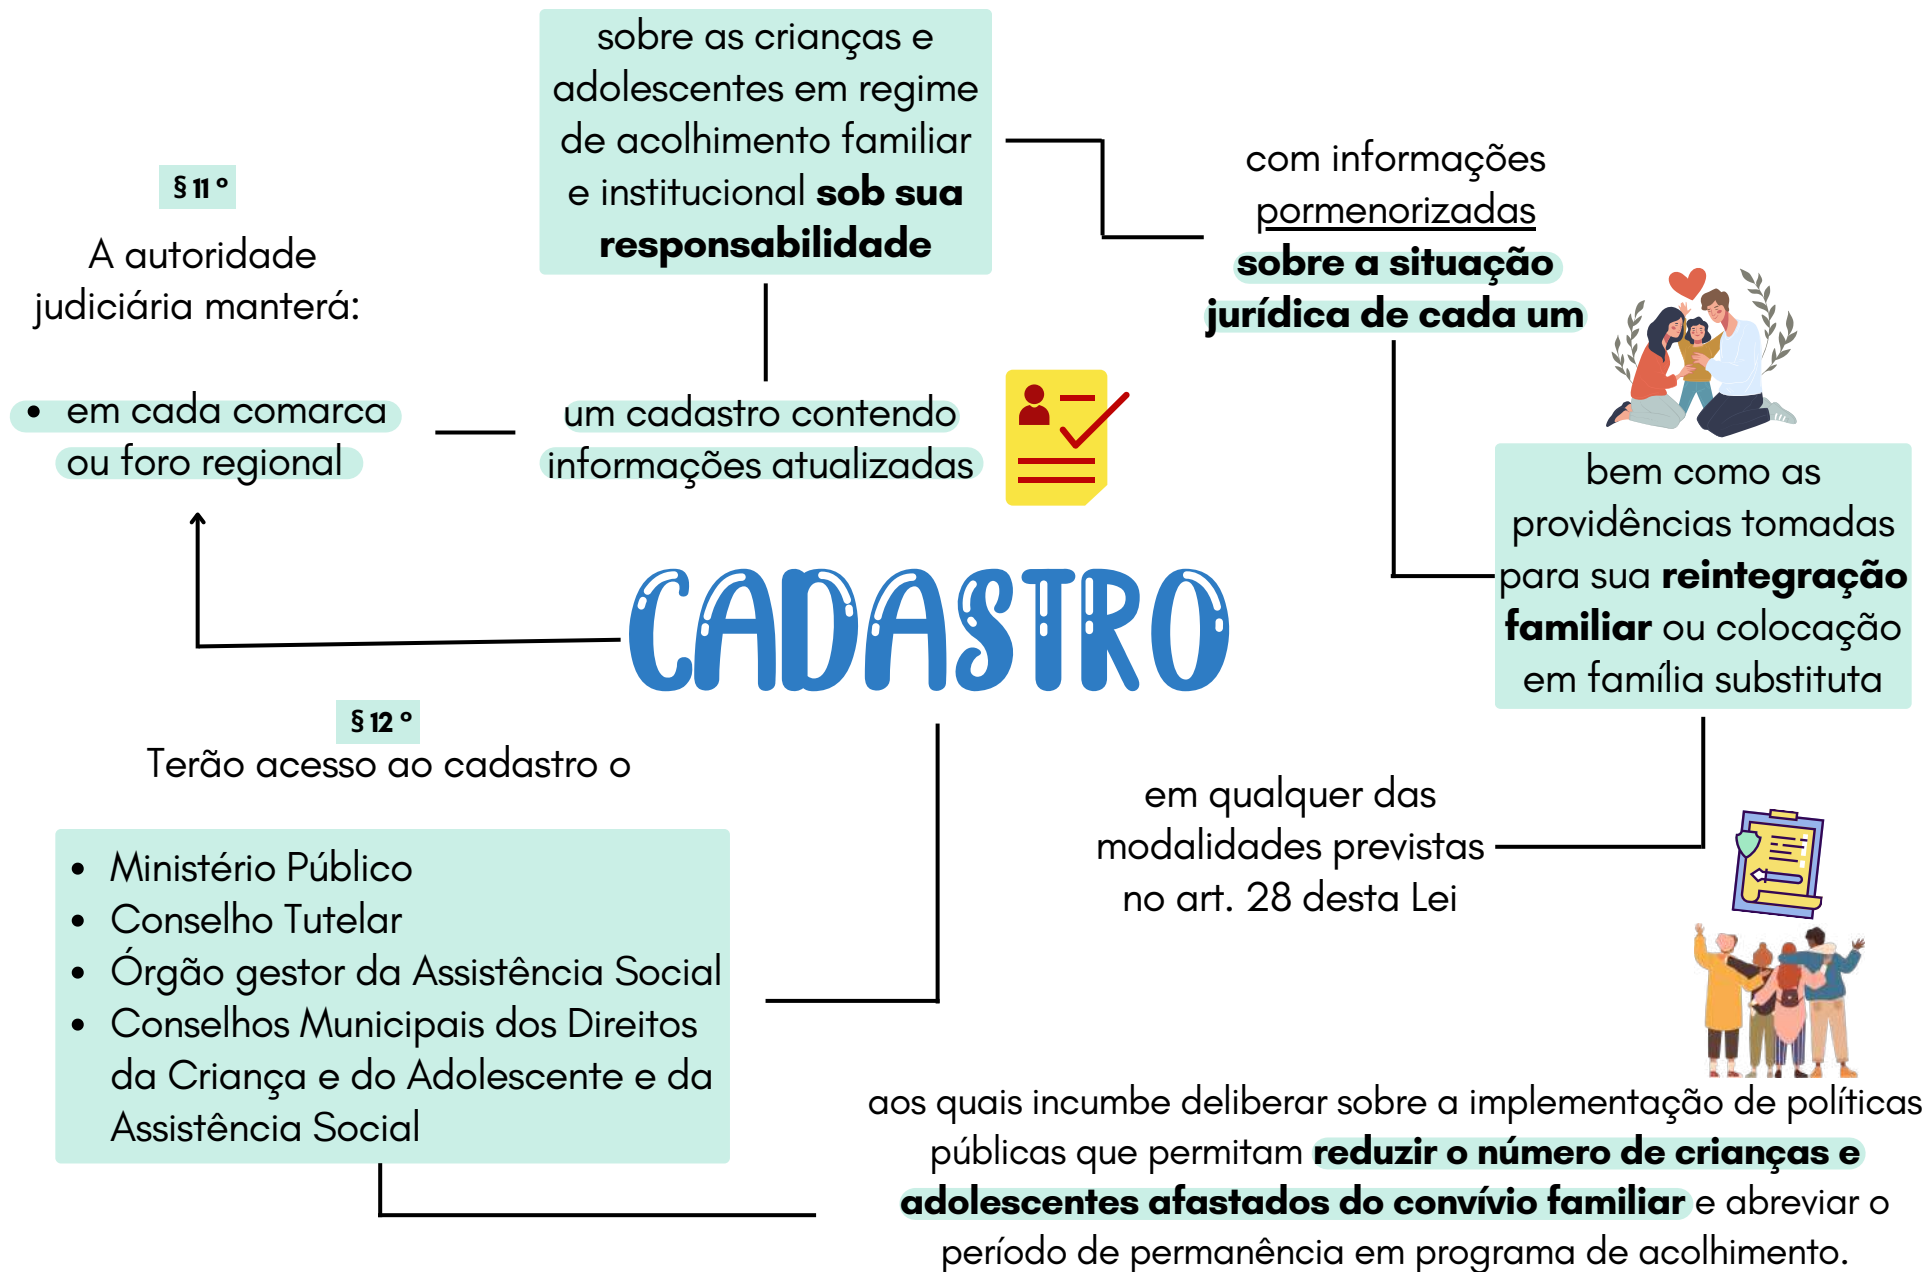 § 11 º
A autoridade
judiciária manterá:
• em cada comarca
ou foro regional
um cadastro contendo
informações atualizadas
sobre as crianças e
adolescentes em regime
de acolhimento familiar
e institucional sob sua
responsabilidade
com informações
pormenorizadas
sobre a situação
jurídica de cada um
bem como as
providências tomadas
para sua reintegração
familiar ou colocação
em família substituta
em qualquer das
modalidades previstas
no art. 28 desta Lei
CADASTRO
§ 12 º
Terão acesso ao cadastro o
• Ministério Público
• Conselho Tutelar
• Órgão gestor da Assistência Social
• Conselhos Municipais dos Direitos
da Criança e do Adolescente e da
Assistência Social
aos quais incumbe deliberar sobre a implementação de políticas
públicas que permitam reduzir o número de crianças e
adolescentes afastados do convívio familiar e abreviar o
período de permanência em programa de acolhimento.